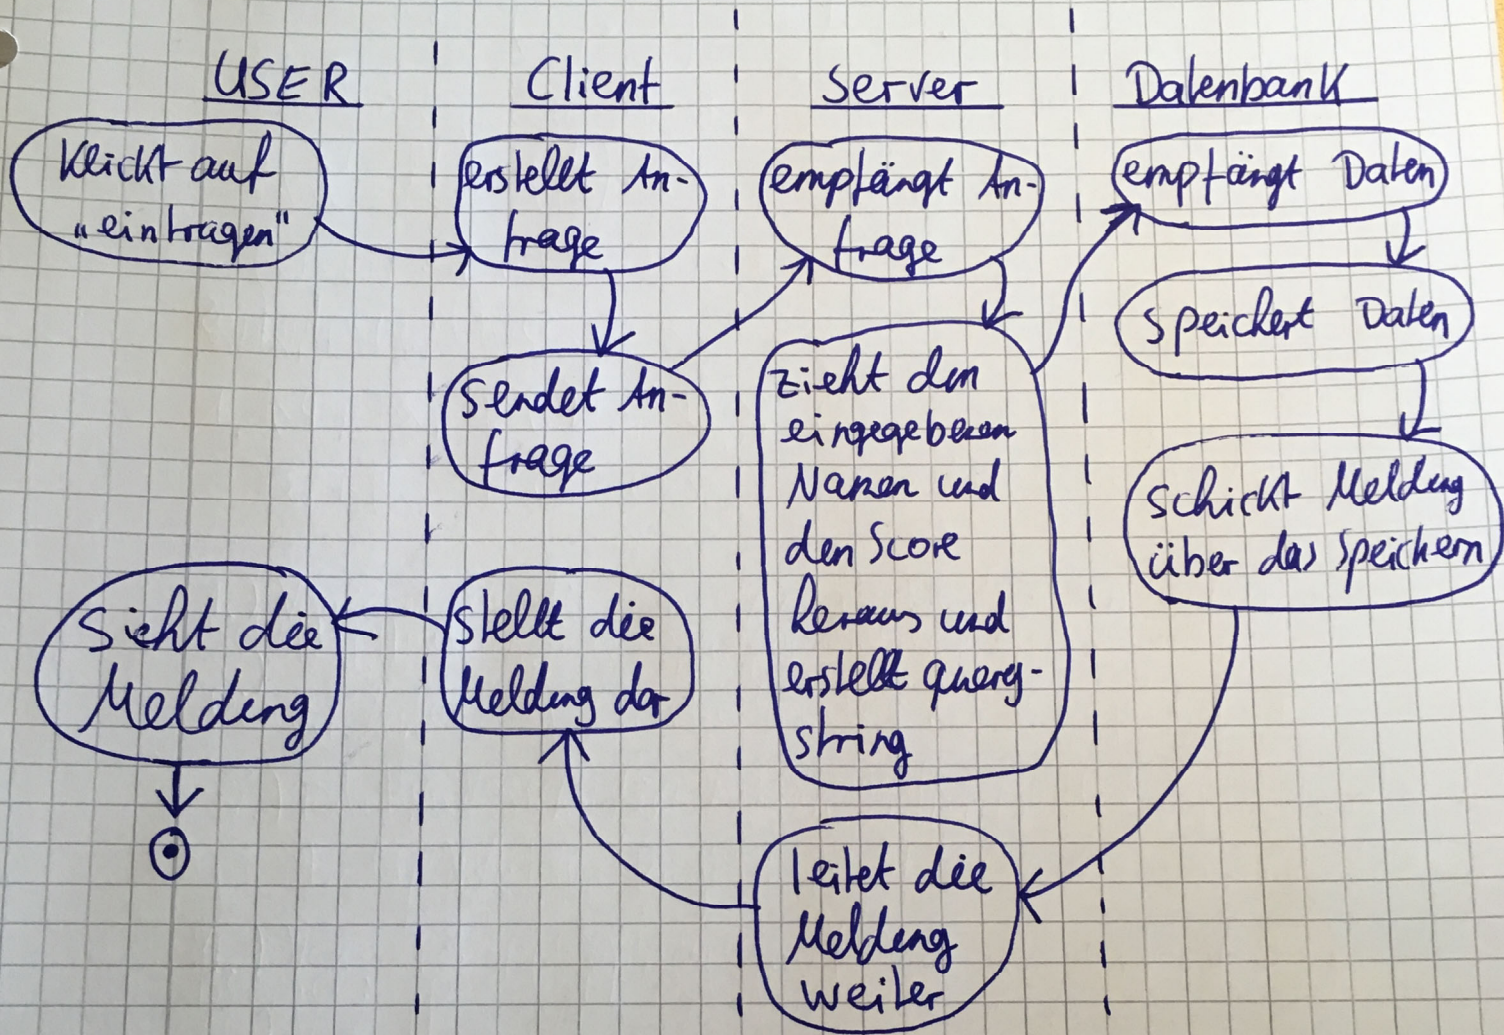 USER
Klickt auf
„eintragen"
Client
erstellt An-
frage
sendet An-
frage
Server
empfängt An-
frage
zieht den
eingegebenen
Namen und
den Score
heraus und
erstellt query-
string
Datenbank
empfängt Daten
speichert Daten
schickt Meldung
über das Speichern
leitet die
Meldung
weiter
stellt die
Meldung dar
Sieht die
Meldung